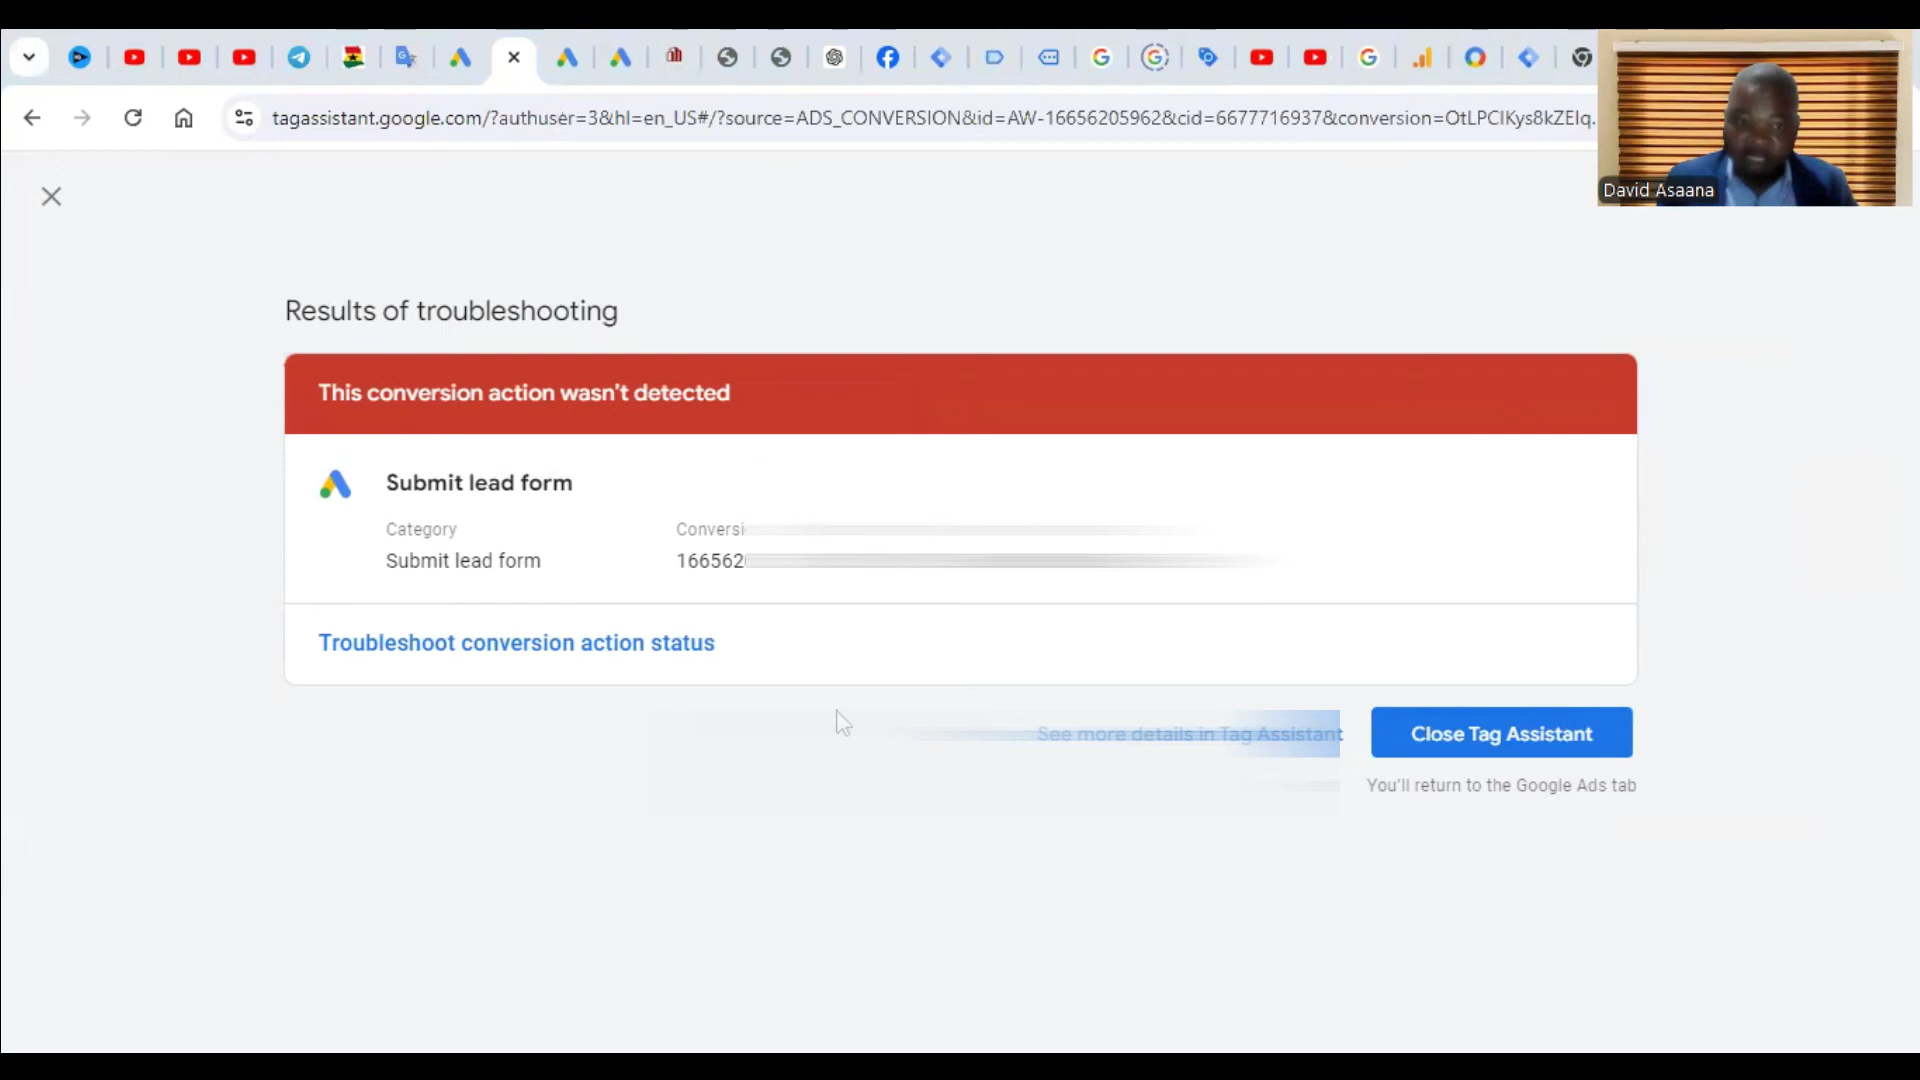 tagassistant.google.com/?authuser=3&hl=en_US#/?source=ADS_CONVERSION&id=AW-16656205962&cid=6677716937&conversion=OtLPCIKys8kZEIq.
David Asaana
Results of troubleshooting
This conversion action wasn't detected
Submit lead form
Category Conversi
Submit lead form 166562
Troubleshoot conversion action status
See more details in Tag Assistant Close Tag Assistant
You'll return to the Google Ads tab